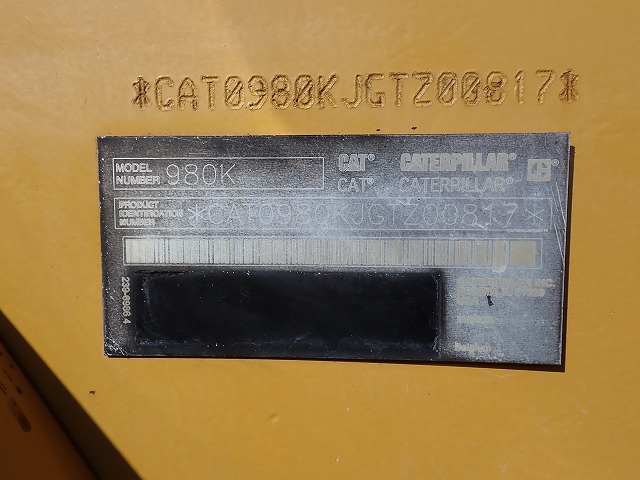 *CAT0980KJGTZ00817*
MODEL NUMBER 980K
CAT® CATERPILLAR®
CAT® CATERPILLAR®
PRODUCT IDENTIFICATION NUMBER *CAT0980KJGTZ00817*